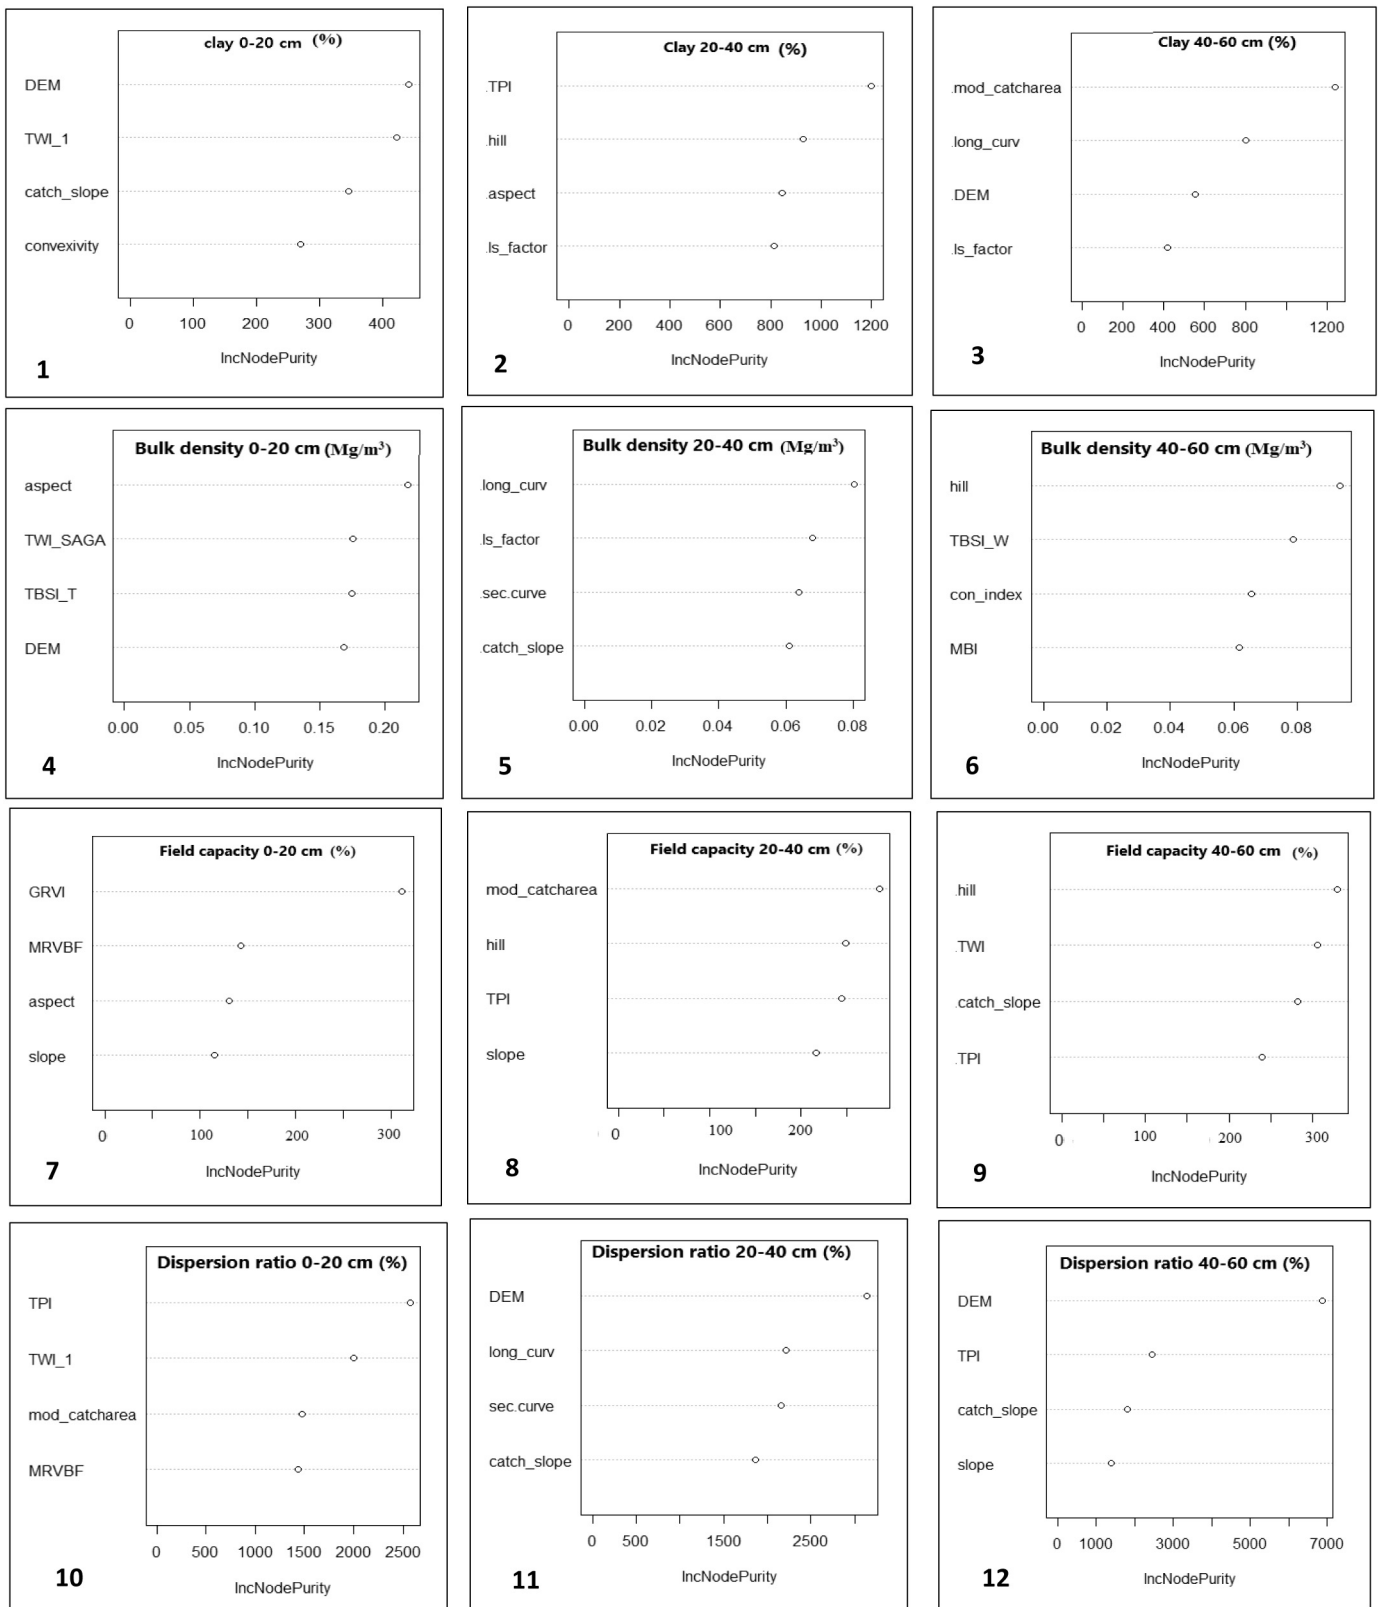 clay 0-20 cm (%)
DEM
TWI_1
catch_slope
convexivity
0 100 200 300 400
IncNodePurity
1
Clay 20-40 cm (%)
.TPI
.hill
.aspect
.ls_factor
0 200 400 600 800 1000 1200
IncNodePurity
2
Clay 40-60 cm (%)
.mod_catcharea
.long_curv
.DEM
.ls_factor
0 200 400 600 800 1200
IncNodePurity
3
Bulk density 0-20 cm (Mg/m³)
aspect
TWI_SAGA
TBSI_T
DEM
0.00 0.05 0.10 0.15 0.20
IncNodePurity
4
Bulk density 20-40 cm (Mg/m³)
.long_curv
.ls_factor
.sec.curve
.catch_slope
0.00 0.02 0.04 0.06 0.08
IncNodePurity
5
Bulk density 40-60 cm (Mg/m³)
hill
TBSI_W
con_index
MBI
0.00 0.02 0.04 0.06 0.08
IncNodePurity
6
Field capacity 0-20 cm (%)
GRVI
MRVBF
aspect
slope
0 100 200 300
IncNodePurity
7
Field capacity 20-40 cm (%)
mod_catcharea
hill
TPI
slope
0 100 200
IncNodePurity
8
Field capacity 40-60 cm (%)
.hill
.TWI
.catch_slope
.TPI
0 100 200 300
IncNodePurity
9
Dispersion ratio 0-20 cm (%)
TPI
TWI_1
mod_catcharea
MRVBF
0 500 1000 1500 2000 2500
IncNodePurity
10
Dispersion ratio 20-40 cm (%)
DEM
long_curv
sec.curve
catch_slope
0 500 1500 2500
IncNodePurity
11
Dispersion ratio 40-60 cm (%)
DEM
TPI
catch_slope
slope
0 1000 3000 5000 7000
IncNodePurity
12